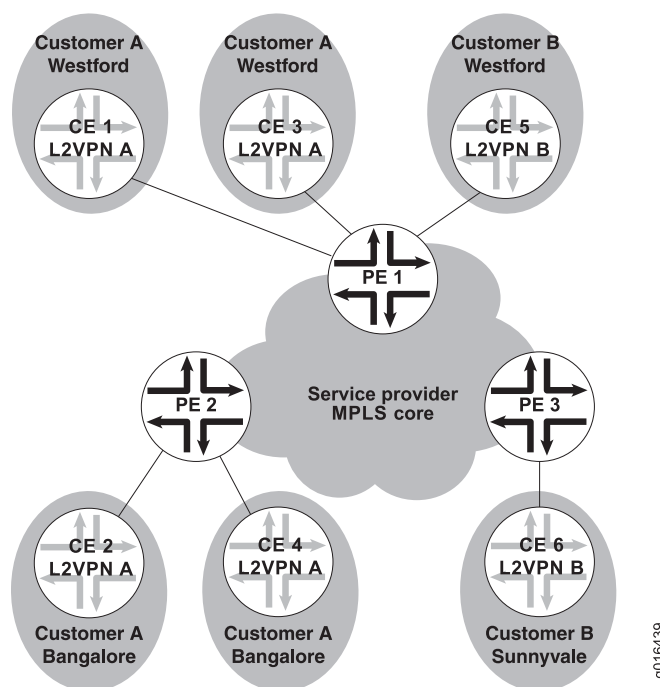 Customer A
Westford
CE 1
L2VPN A
Customer A
Westford
CE 3
L2VPN A
Customer B
Westford
CE 5
L2VPN B
PE 1
PE 2
Service provider
MPLS core
PE 3
CE 2
L2VPN A
Customer A
Bangalore
CE 4
L2VPN A
Customer A
Bangalore
CE 6
L2VPN B
Customer B
Sunnyvale
g016439